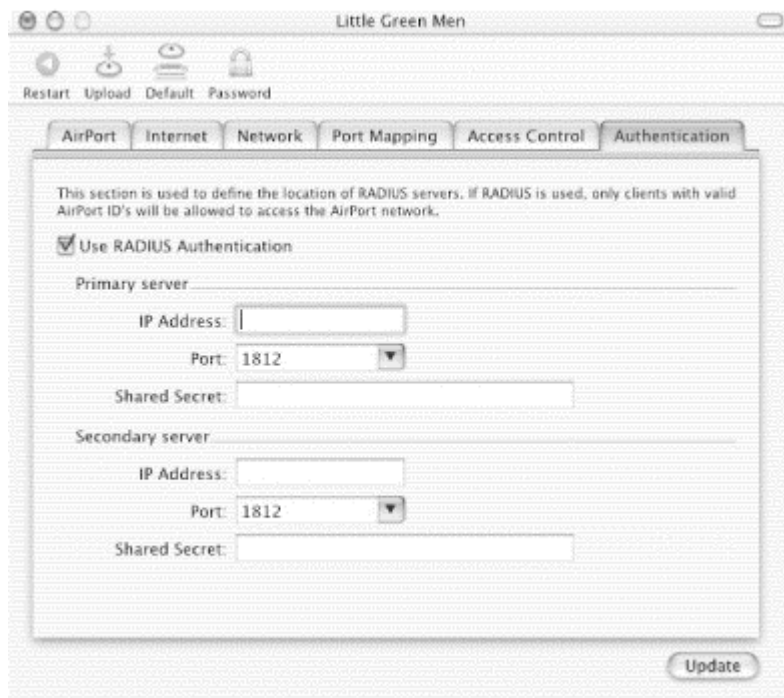 Little Green Men
Restart Upload Default Password
AirPort Internet Network Port Mapping Access Control Authentication
This section is used to define the location of RADIUS servers. If RADIUS is used, only clients with valid
AirPort ID's will be allowed to access the AirPort network.
Use RADIUS Authentication
Primary server
IP Address:
Port: 1812
Shared Secret:
Secondary server
IP Address:
Port: 1812
Shared Secret:
Update